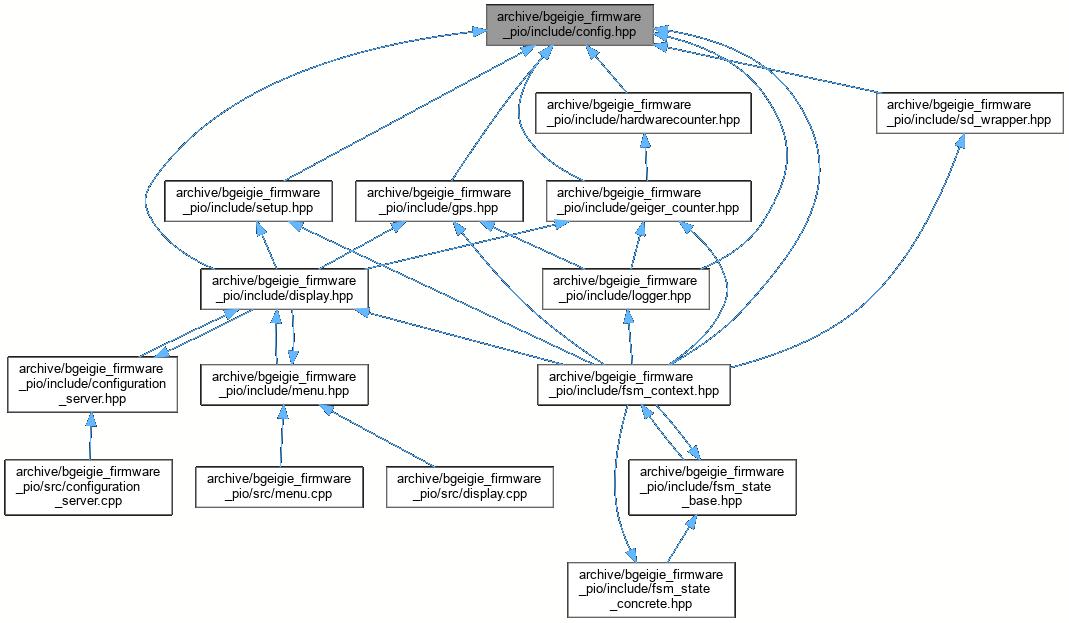 archive/bgeigie_firmware
_pio/include/config.hpp
archive/bgeigie_firmware
_pio/include/hardwarecounter.hpp
archive/bgeigie_firmware
_pio/include/sd_wrapper.hpp
archive/bgeigie_firmware
_pio/include/setup.hpp
archive/bgeigie_firmware
_pio/include/gps.hpp
archive/bgeigie_firmware
_pio/include/geiger_counter.hpp
archive/bgeigie_firmware
_pio/include/display.hpp
archive/bgeigie_firmware
_pio/include/logger.hpp
archive/bgeigie_firmware
_pio/include/configuration
_server.hpp
archive/bgeigie_firmware
_pio/include/menu.hpp
archive/bgeigie_firmware
_pio/include/fsm_context.hpp
archive/bgeigie_firmware
_pio/src/configuration
_server.cpp
archive/bgeigie_firmware
_pio/src/menu.cpp
archive/bgeigie_firmware
_pio/src/display.cpp
archive/bgeigie_firmware
_pio/include/fsm_state
_base.hpp
archive/bgeigie_firmware
_pio/include/fsm_state
_concrete.hpp